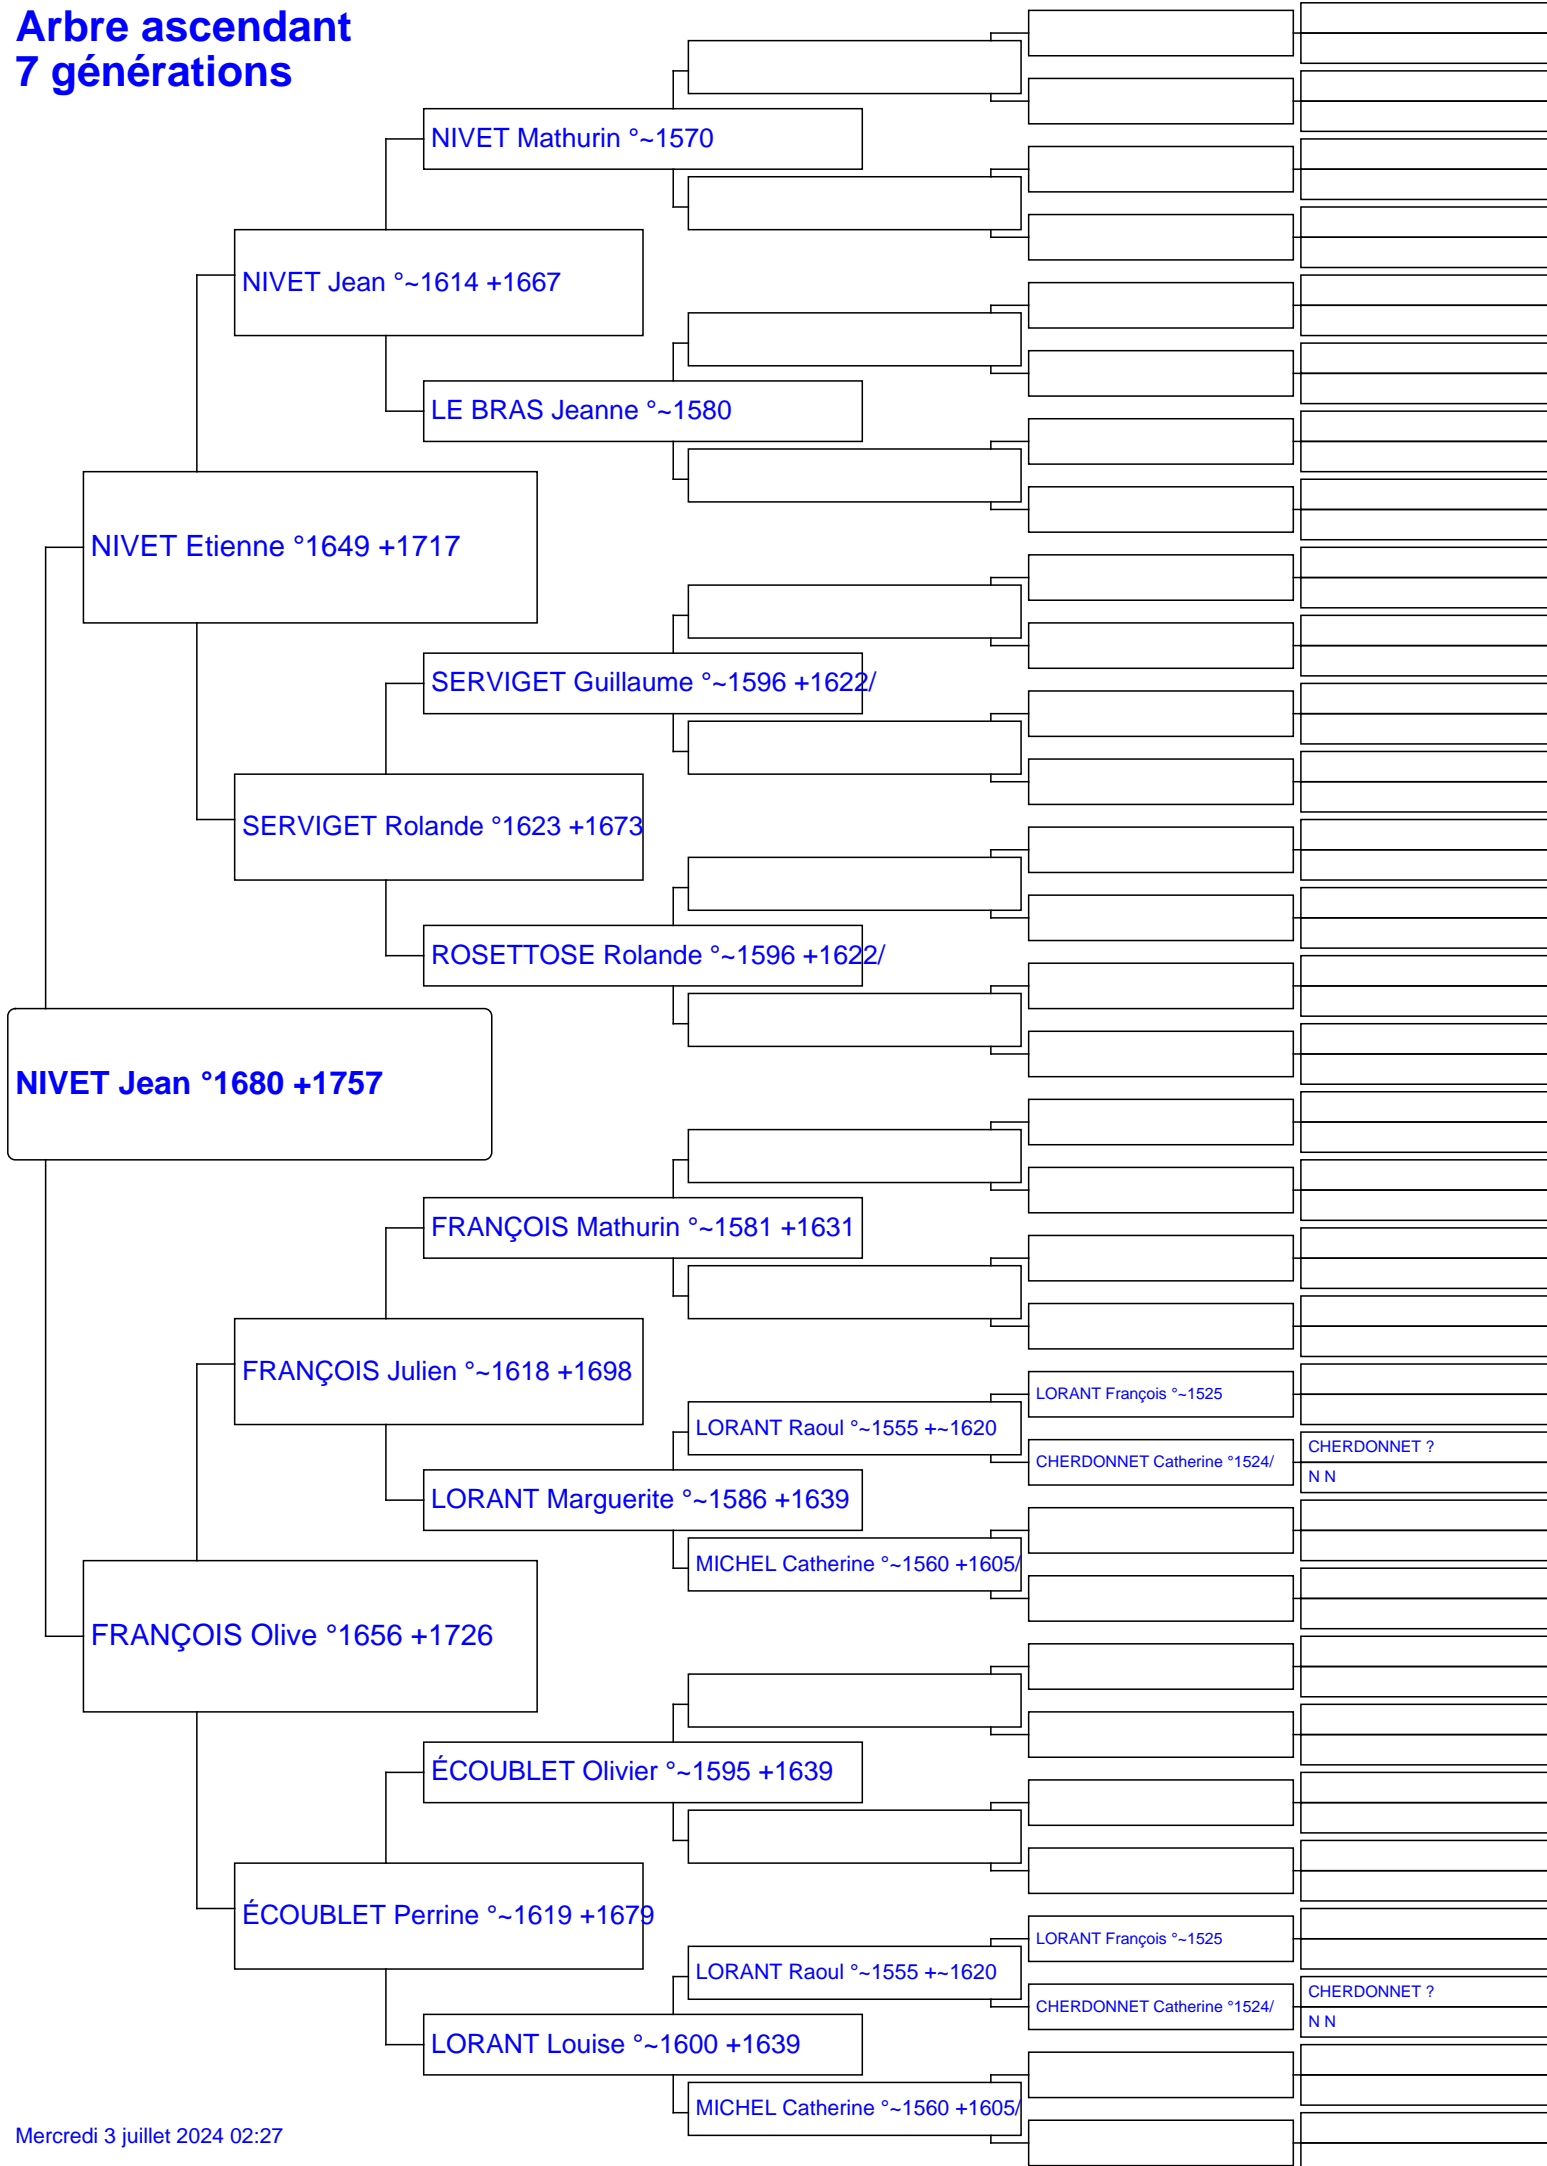 Arbre ascendant
7 générations
NIVET Mathurin °~1570
NIVET Jean °~1614 +1667
LE BRAS Jeanne °~1580
NIVET Etienne °1649 +1717
SERVIGET Guillaume °~1596 +1622/
SERVIGET Rolande °1623 +1673
ROSETTOSE Rolande °~1596 +1622/
NIVET Jean °1680 +1757
FRANÇOIS Mathurin °~1581 +1631
FRANÇOIS Julien °~1618 +1698
LORANT François °~1525
LORANT Raoul °~1555 +~1620
CHERDONNET ?
CHERDONNET Catherine °1524/
N N
LORANT Marguerite °~1586 +1639
MICHEL Catherine °~1560 +1605/
FRANÇOIS Olive °1656 +1726
ÉCOUBLET Olivier °~1595 +1639
ÉCOUBLET Perrine °~1619 +1679
LORANT François °~1525
LORANT Raoul °~1555 +~1620
CHERDONNET ?
CHERDONNET Catherine °1524/
N N
LORANT Louise °~1600 +1639
MICHEL Catherine °~1560 +1605/
Mercredi 3 juillet 2024 02:27